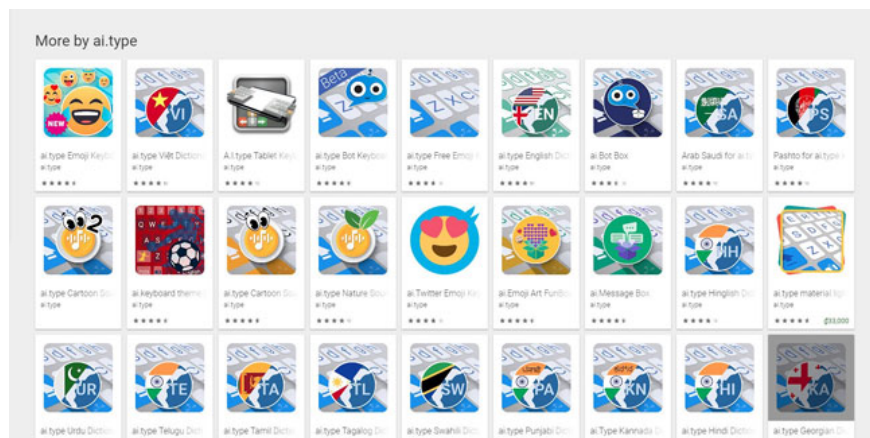 More by ai.type
NEW
VI
Beta
Z
Z X C
EN
SA
PS
ai.type Emoji Keybo
ai.type Việt Diction
A.I.type Tablet Key
ai.type Bot Keyboa
ai.type Free Emoji
ai.type English Dic
ai.Bot Box
Arab Saudi for ai.ty
Pashto for ai.type
ai.type
ai.type
ai.type
ai.type
ai.type
ai.type
ai.type
ai.type
ai.type
2
HH
ai.type Cartoon So
ai.keyboard theme
ai.type Cartoon So
ai.type Nature Sou
ai.Twitter Emoji Ke
ai.Emoji Art FunBo
ai.Message Box
ai.type Hinglish Dic
ai.type material lig
ai.type
ai.type
ai.type
ai.type
ai.type
ai.type
ai.type
ai.type
ai.type
₫33,000
UR
TE
TA
TL
SW
PA
KN
HI
KA
ai.type Urdu Diction
ai.type Telugu Dict
ai.type Tamil Dictio
ai.type Tagalog Di
ai.type Swahili Dict
ai.type Punjabi Dic
ai.Type Kannada D
ai.type Hindi Dictio
ai.type Georgian D